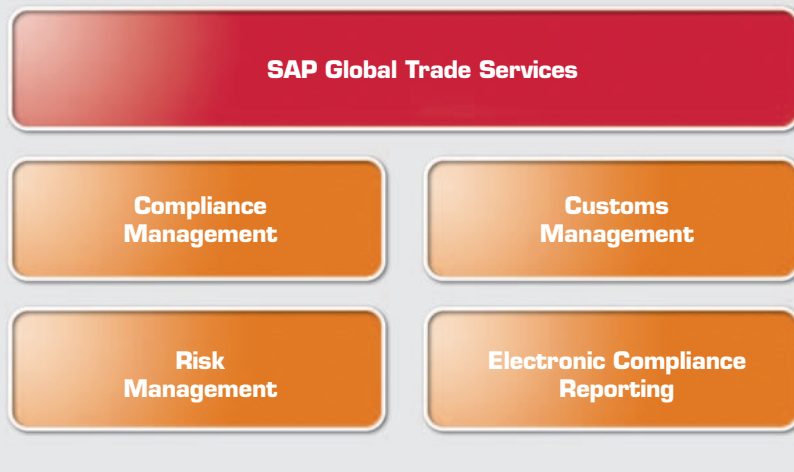 SAP Global Trade Services
Compliance
Management
Customs
Management
Risk
Management
Electronic Compliance
Reporting